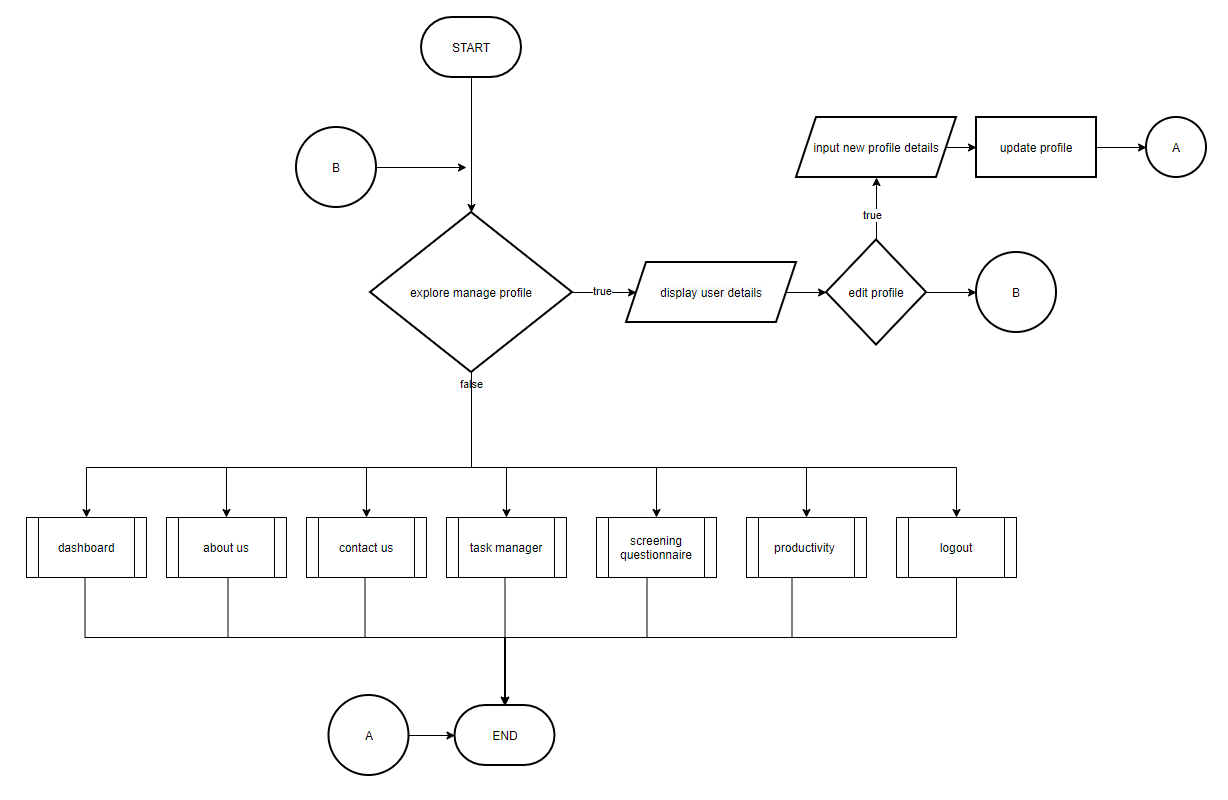 START
B
input new profile details
update profile
A
true
explore manage profile
true
display user details
edit profile
B
false
dashboard
about us
contact us
task manager
screening
questionnaire
productivity
logout
A
END